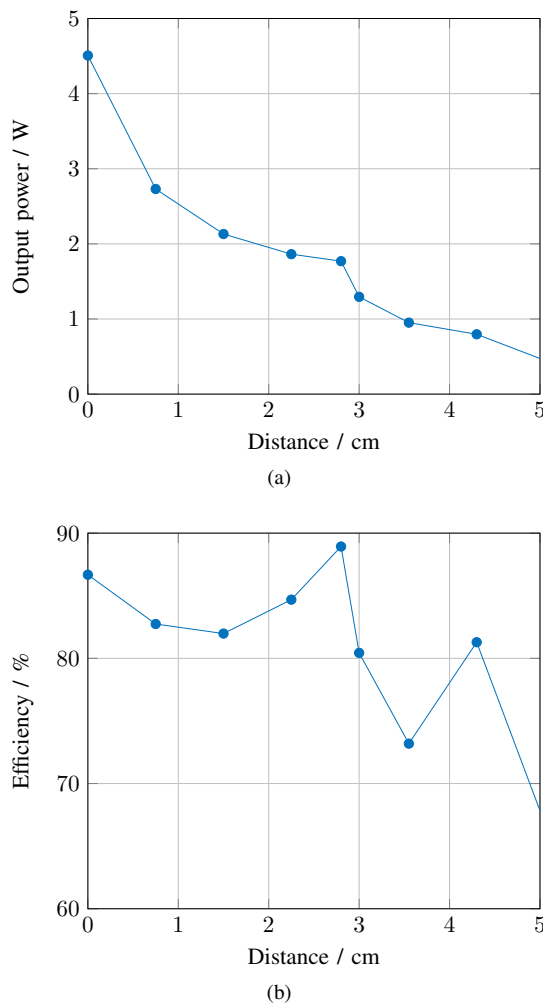 5
4
3
2
1
0
Output power / W
0 1 2 3 4 5
Distance / cm
(a)
90
80
70
60
Efficiency / %
0 1 2 3 4 5
Distance / cm
(b)